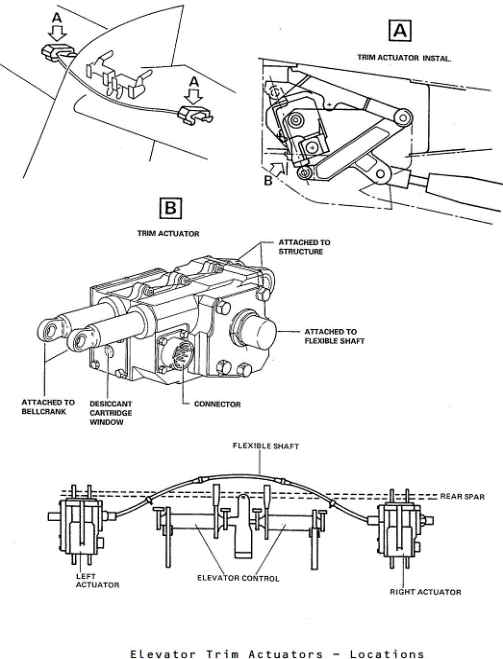 A
A
A
TRIM ACTUATOR INSTAL.
B
B
TRIM ACTUATOR
ATTACHED TO
STRUCTURE
ATTACHED TO
FLEXIBLE SHAFT
ATTACHED TO
BELLCRANK
DESICCANT
CARTRIDGE
WINDOW
CONNECTOR
FLEXIBLE SHAFT
REAR SPAR
LEFT
ACTUATOR
ELEVATOR CONTROL
RIGHT ACTUATOR
Elevator Trim Actuators – Locations